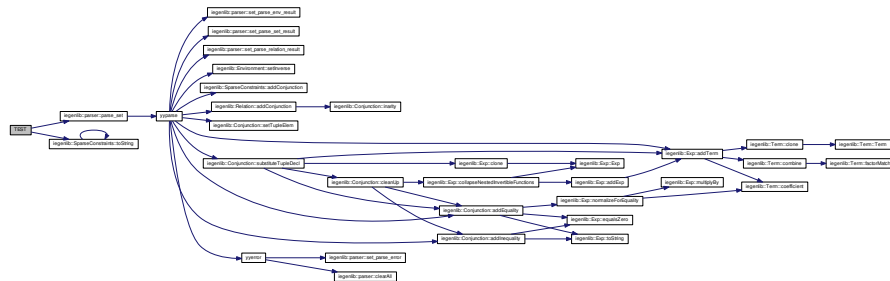 iegenlib::parser::set_parse_env_result
iegenlib::parser::set_parse_set_result
iegenlib::parser::set_parse_relation_result
iegenlib::Environment::setInverse
iegenlib::SparseConstraints::addConjunction
iegenlib::Relation::addConjunction
iegenlib::Conjunction::inarity
iegenlib::parser::parse_set
yyparse
iegenlib::Conjunction::setTupleElem
TEST
iegenlib::SparseConstraints::toString
iegenlib::Exp::addTerm
iegenlib::Term::clone
iegenlib::Term::Term
iegenlib::Conjunction::substituteTupleDecl
iegenlib::Exp::clone
iegenlib::Exp::Exp
iegenlib::Term::combine
iegenlib::Term::factorMatch
iegenlib::Conjunction::cleanUp
iegenlib::Exp::collapseNestedInvertibleFunctions
iegenlib::Exp::addExp
iegenlib::Exp::multiplyBy
iegenlib::Term::coefficient
iegenlib::Exp::normalizeForEquality
iegenlib::Conjunction::addEquality
iegenlib::Exp::equalsZero
iegenlib::Conjunction::addInequality
iegenlib::Exp::toString
yyerror
iegenlib::parser::set_parse_error
iegenlib::parser::clearAll